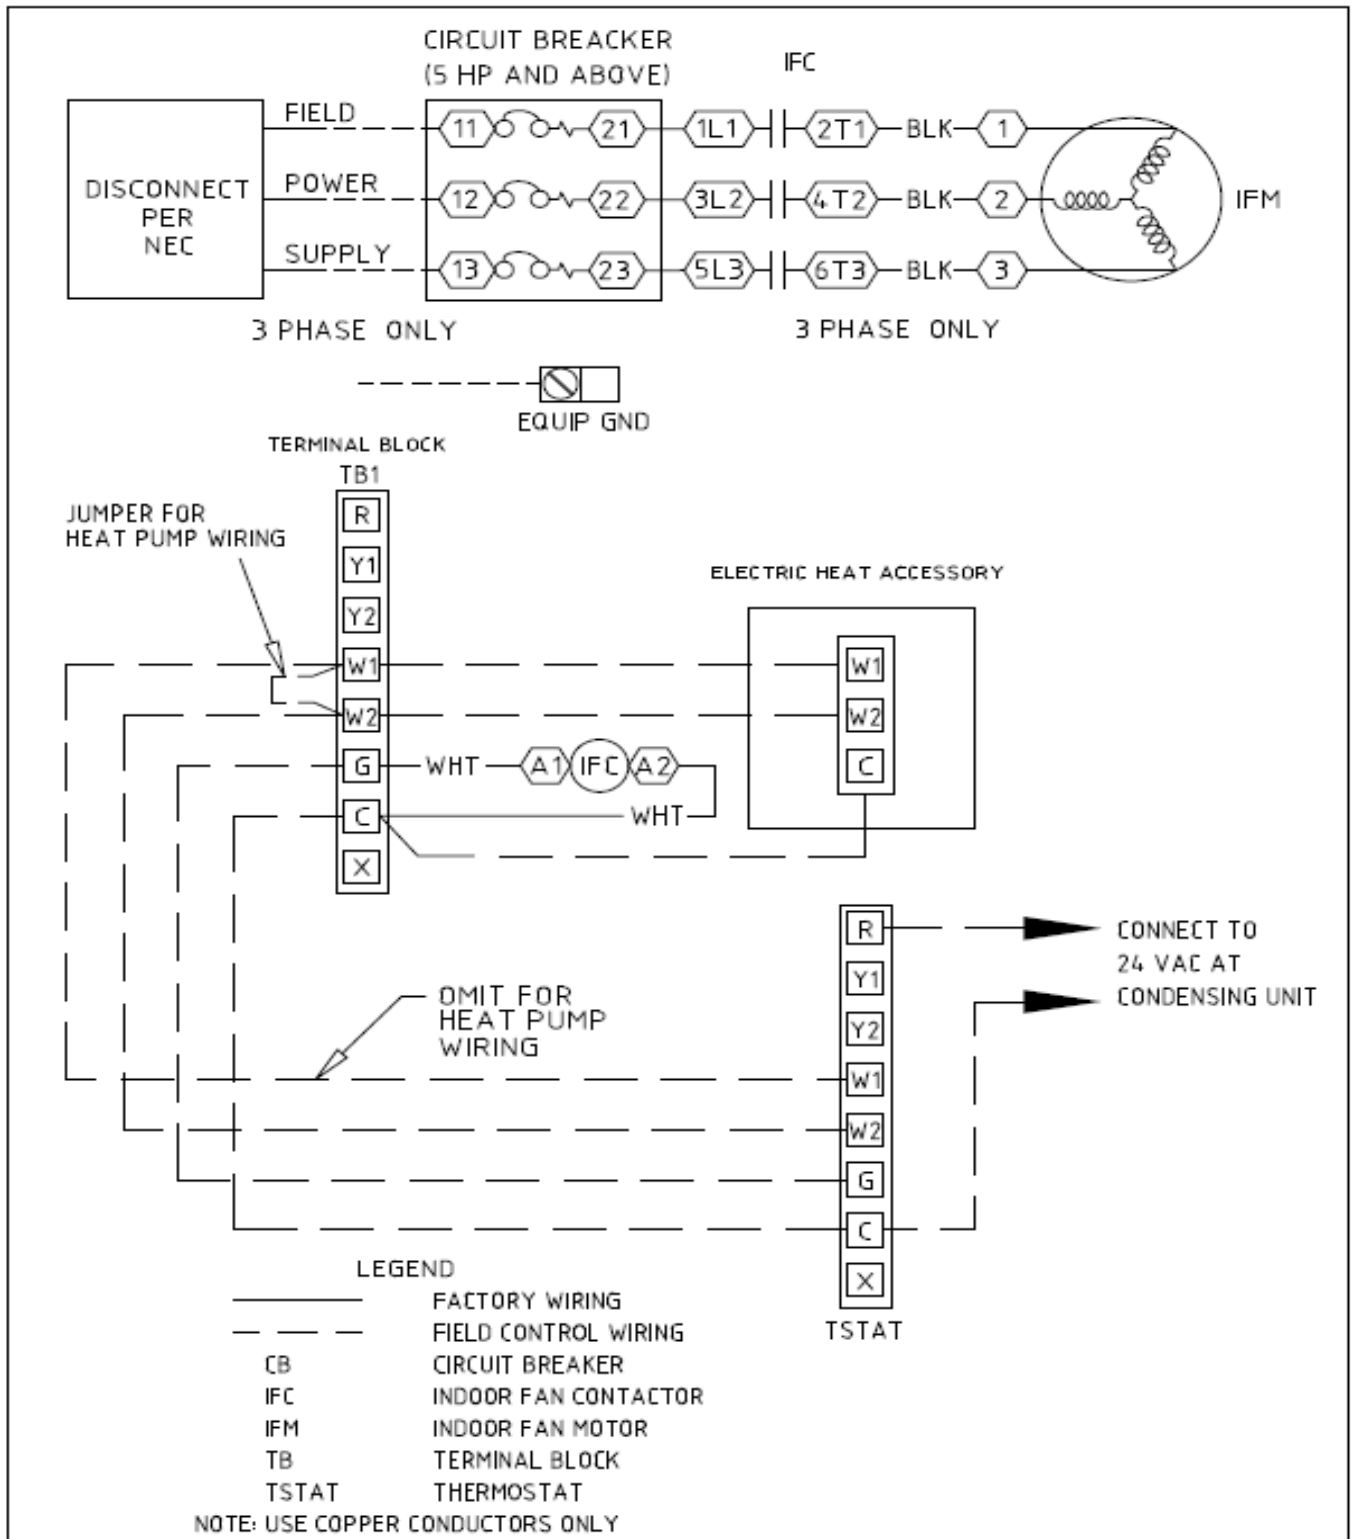 CIRCUIT BREACKER
(5 HP AND ABOVE)
IFC
DISCONNECT
PER
NEC
FIELD
11
21
1L1
2T1
BLK
1
POWER
12
22
3L2
4T2
BLK
2
IFM
SUPPLY
13
23
5L3
6T3
BLK
3
3 PHASE ONLY
3 PHASE ONLY
EQUIP GND
TERMINAL BLOCK
TB1
JUMPER FOR
HEAT PUMP WIRING
R
Y1
Y2
W1
W2
G
C
X
WHT
A1
IFC
A2
WHT
ELECTRIC HEAT ACCESSORY
W1
W2
C
R
Y1
Y2
W1
W2
G
C
X
TSTAT
CONNECT TO
24 VAC AT
CONDENSING UNIT
OMIT FOR
HEAT PUMP
WIRING
LEGEND
FACTORY WIRING
FIELD CONTROL WIRING
CB CIRCUIT BREAKER
IFC INDOOR FAN CONTACTOR
IFM INDOOR FAN MOTOR
TB TERMINAL BLOCK
TSTAT THERMOSTAT
NOTE: USE COPPER CONDUCTORS ONLY